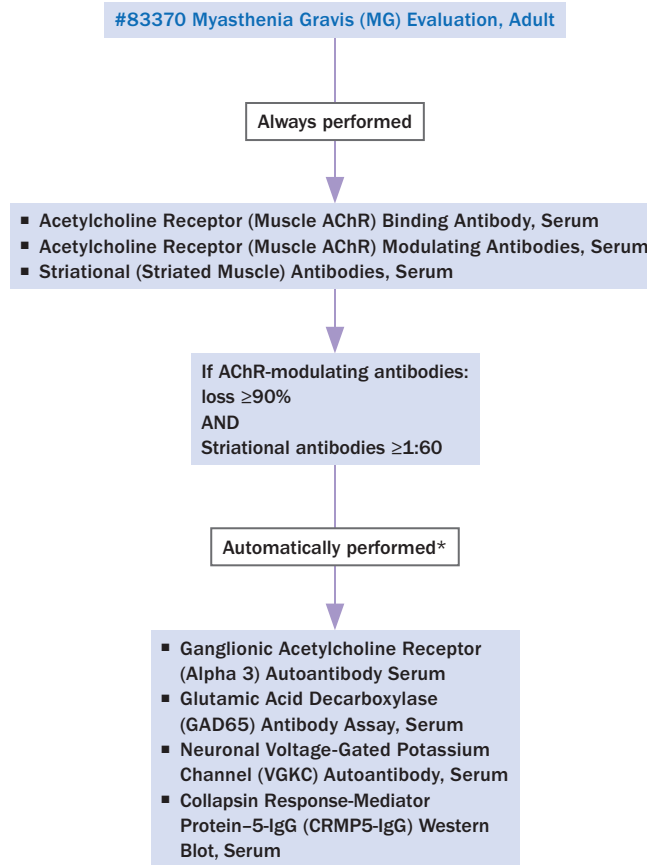 #83370 Myasthenia Gravis (MG) Evaluation, Adult
Always performed
▪ Acetylcholine Receptor (Muscle AChR) Binding Antibody, Serum
▪ Acetylcholine Receptor (Muscle AChR) Modulating Antibodies, Serum
▪ Striational (Striated Muscle) Antibodies, Serum
If AChR-modulating antibodies:
loss ≥90%
AND
Striational antibodies ≥1:60
Automatically performed*
▪ Ganglionic Acetylcholine Receptor
(Alpha 3) Autoantibody Serum
▪ Glutamic Acid Decarboxylase
(GAD65) Antibody Assay, Serum
▪ Neuronal Voltage-Gated Potassium
Channel (VGKC) Autoantibody, Serum
▪ Collapsin Response-Mediator
Protein–5-IgG (CRMP5-IgG) Western
Blot, Serum